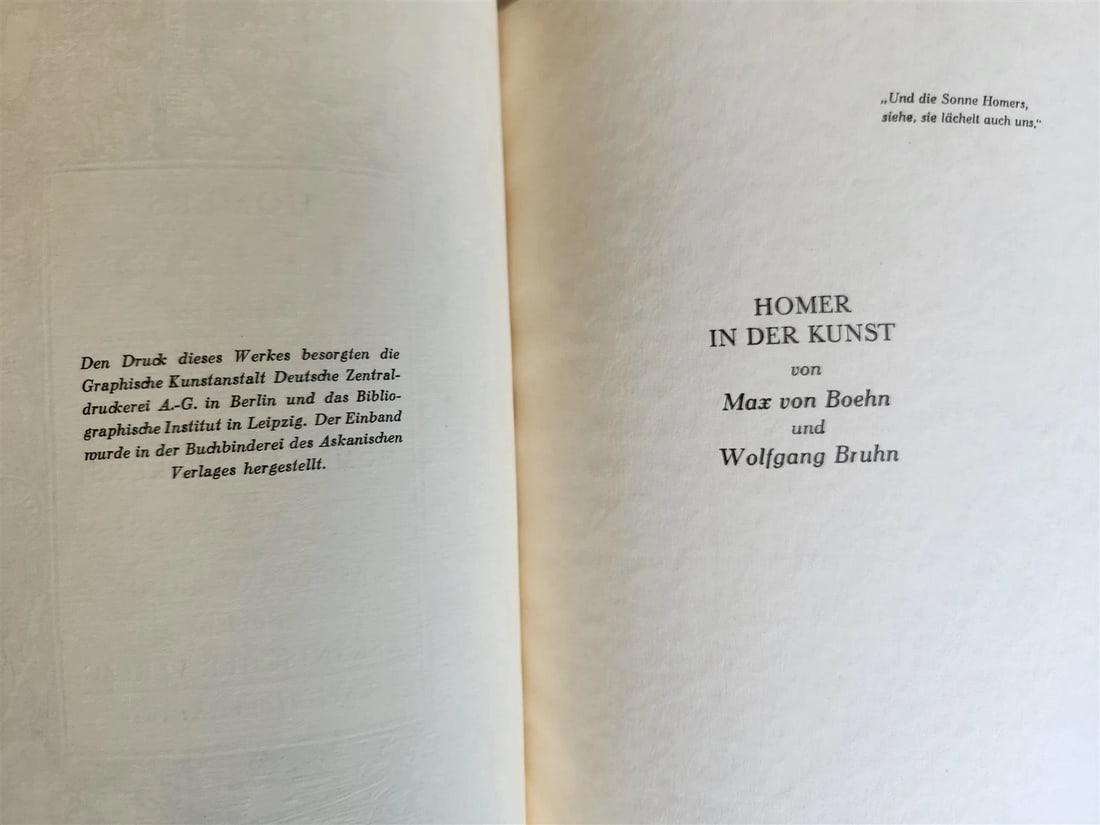 Den Druck dieses Werkes besorgten die
Graphische Kunstanstalt Deutsche Zentral-
druckerei A.-G. in Berlin und das Biblio-
graphische Institut in Leipzig. Der Einband
wurde in der Buchbinderei des Askanischen
Verlages hergestellt.
„Und die Sonne Homers,
siehe, sie lächelt auch uns.“
HOMER
IN DER KUNST
von
Max von Boehn
und
Wolfgang Bruhn